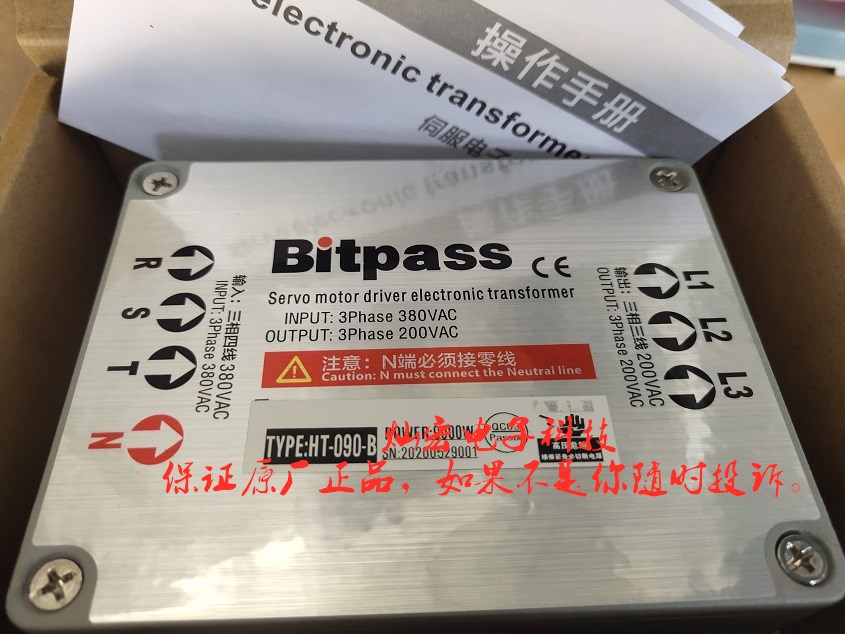 electronic
操作手册
electronic transformer
伺服电子
Bitpass
CE
Servo motor driver electronic transformer
INPUT: 3Phase 380VAC
OUTPUT: 3Phase 200VAC
注意：N端必须接零线
Caution: N must connect the Neutral line
R
S
T
N
输入：三相四线 380VAC
INPUT: 3Phase 380VAC
输出：三相三线 200VAC
OUTPUT: 3Phase 200VAC
L1
L2
L3
TYPE:HT-090-B
SN:20200529001
灿宏电子科技
保证原厂正品，如果不是你随时投诉。